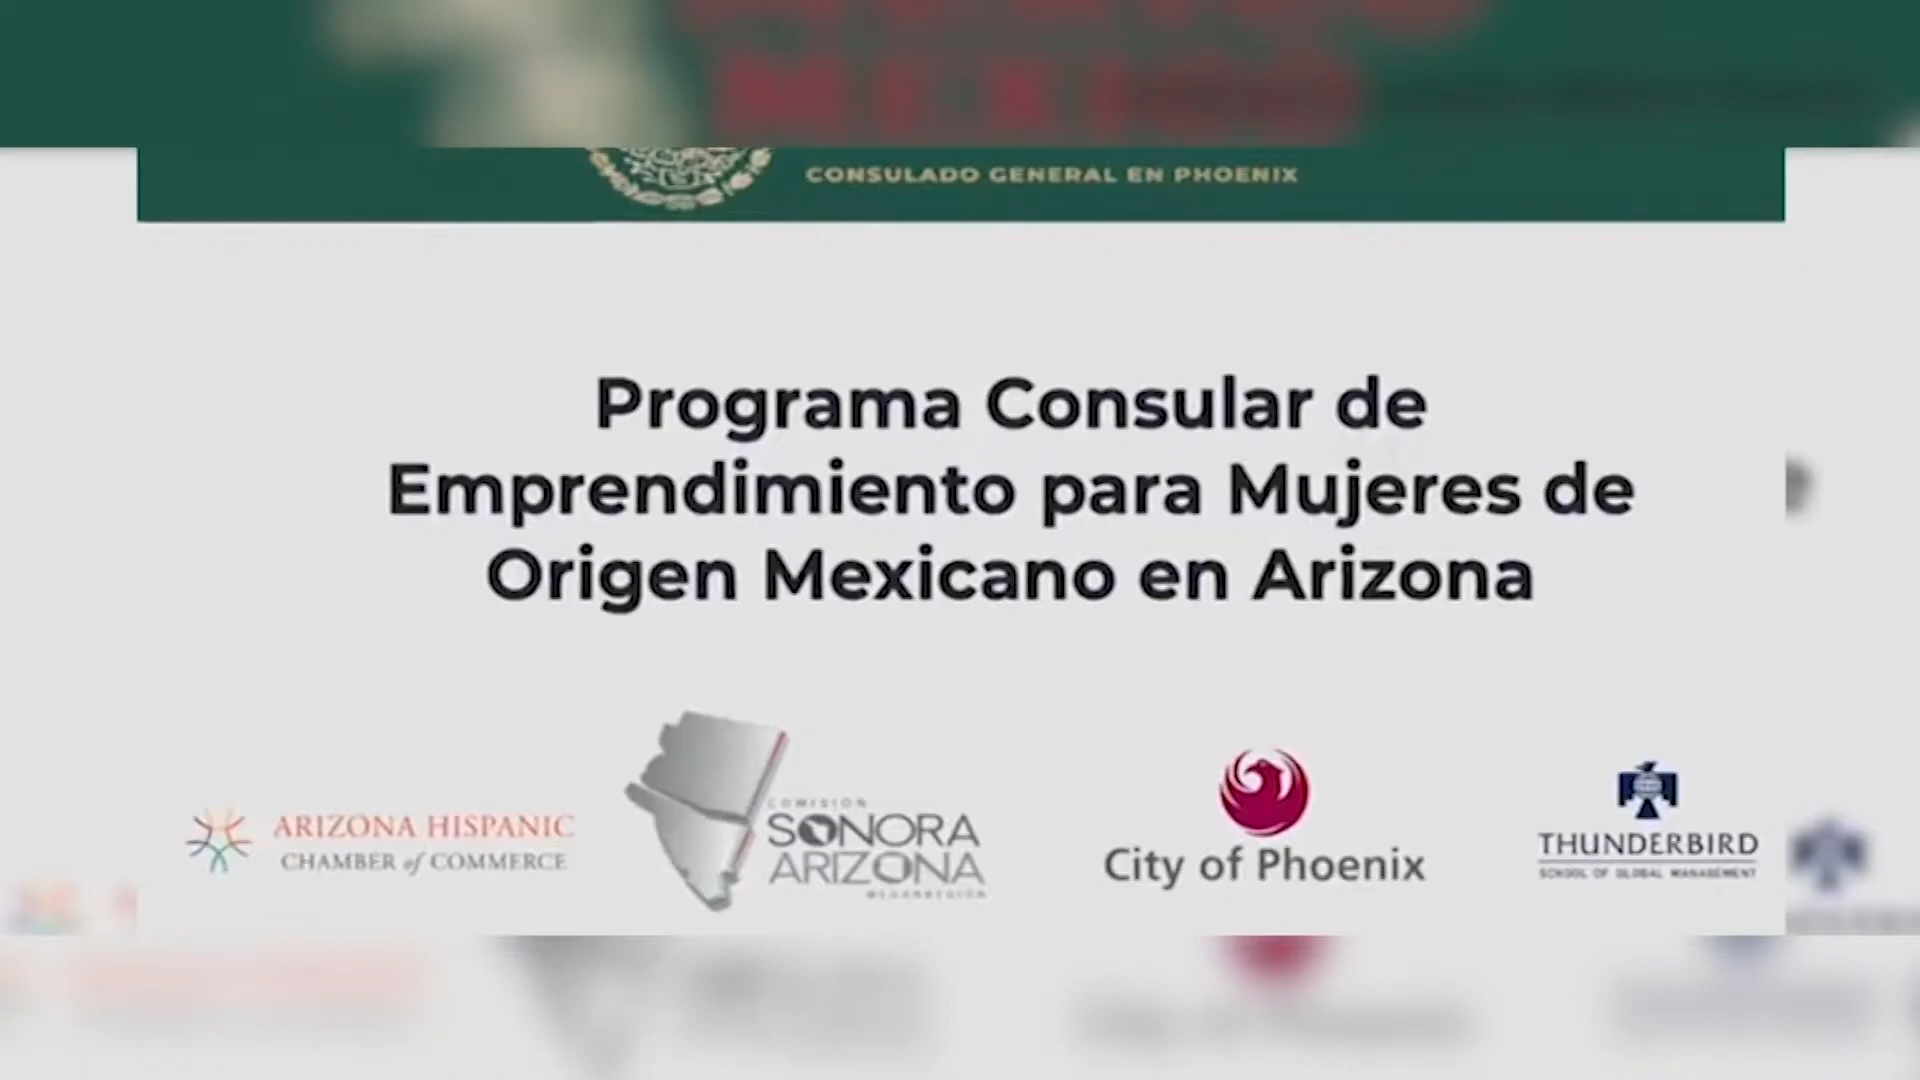 CONSULADO GENERAL EN PHOENIX
Programa Consular de
Emprendimiento para Mujeres de
Origen Mexicano en Arizona
ARIZONA HISPANIC
CHAMBER of COMMERCE
COMISIÓN
SONORA
ARIZONA
MEGARREGIÓN
City of Phoenix
THUNDERBIRD
SCHOOL OF GLOBAL MANAGEMENT